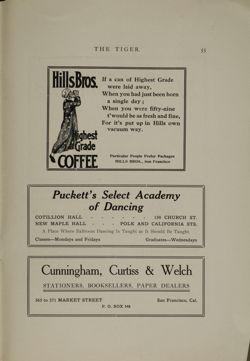 THE TIGER.
55
Hills Bros.
Highest
Grade
COFFEE
If a can of Highest Grade
were laid away,
When you had just been born
a single day;
When you were fifty-nine
t'would be as fresh and fine,
For it's put up in Hills own
vacuum way.
Particular People Prefer Packages
HILLS BROS., San Francisco
Puckett's Select Academy
of Dancing
COTILLION HALL - - - - - 136 CHURCH ST.
NEW MAPLE HALL - - POLK AND CALIFORNIA STS.
A Place Where Ballroom Dancing Is Taught as It Should Be Taught
Classes—Mondays and Fridays Graduates—Wednesdays
Cunningham, Curtiss & Welch
STATIONERS, BOOKSELLERS, PAPER DEALERS
565 to 571 MARKET STREET San Francisco, Cal.
P. O. BOX